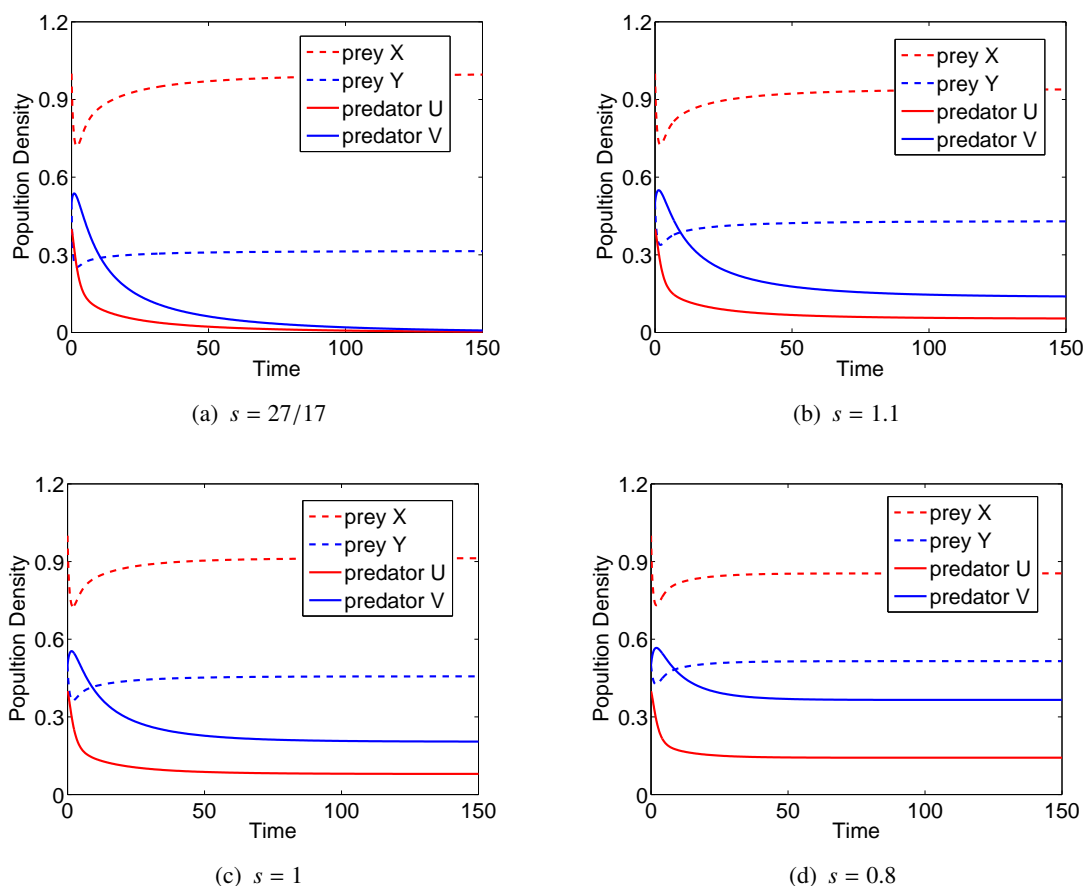 1.2
0.9
0.6
0.3
0
Popultion Density
prey X
prey Y
predator U
predator V
0 50 100 150
Time
(a) s = 27/17
1.2
0.9
0.6
0.3
0
Popultion Density
prey X
prey Y
predator U
predator V
0 50 100 150
Time
(b) s = 1.1
1.2
0.9
0.6
0.3
0
Popultion Density
prey X
prey Y
predator U
predator V
0 50 100 150
Time
(c) s = 1
1.2
0.9
0.6
0.3
0
Popultion Density
prey X
prey Y
predator U
predator V
0 50 100 150
Time
(d) s = 0.8